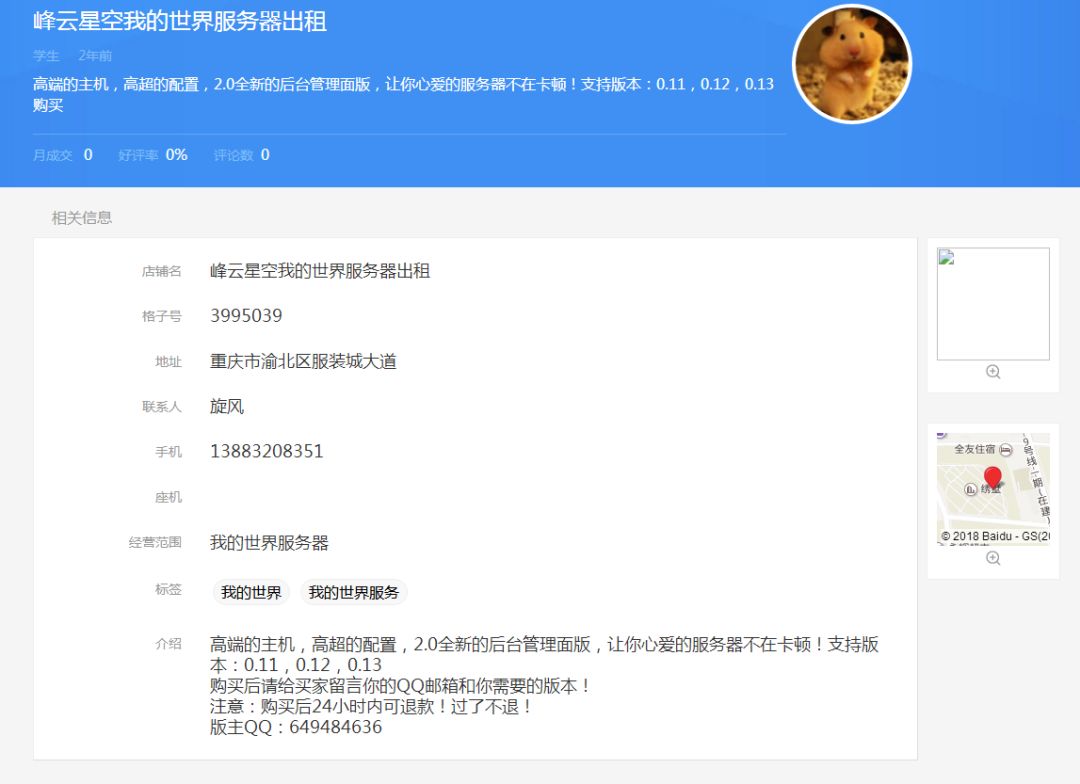 峰云星空我的世界服务器出租
学生 2年前
高端的主机，高超的配置，2.0全新的后台管理面版，让你心爱的服务器不在卡顿！支持版本：0.11，0.12，0.13
购买
月成交 0 好评率 0% 评论数 0
相关信息
店铺名 峰云星空我的世界服务器出租
格子号 3995039
地址 重庆市渝北区服装城大道
联系人 旋风
手机 13883208351
座机
经营范围 我的世界服务器
标签 我的世界 我的世界服务
介绍 高端的主机，高超的配置，2.0全新的后台管理面版，让你心爱的服务器不在卡顿！支持版
本：0.11，0.12，0.13
购买后请给买家留言你的QQ邮箱和你需要的版本！
注意：购买后24小时内可退款！过了不退！
版主QQ：649484636
全友住宿
9号线一期(在建)
© 2018 Baidu - GS(20